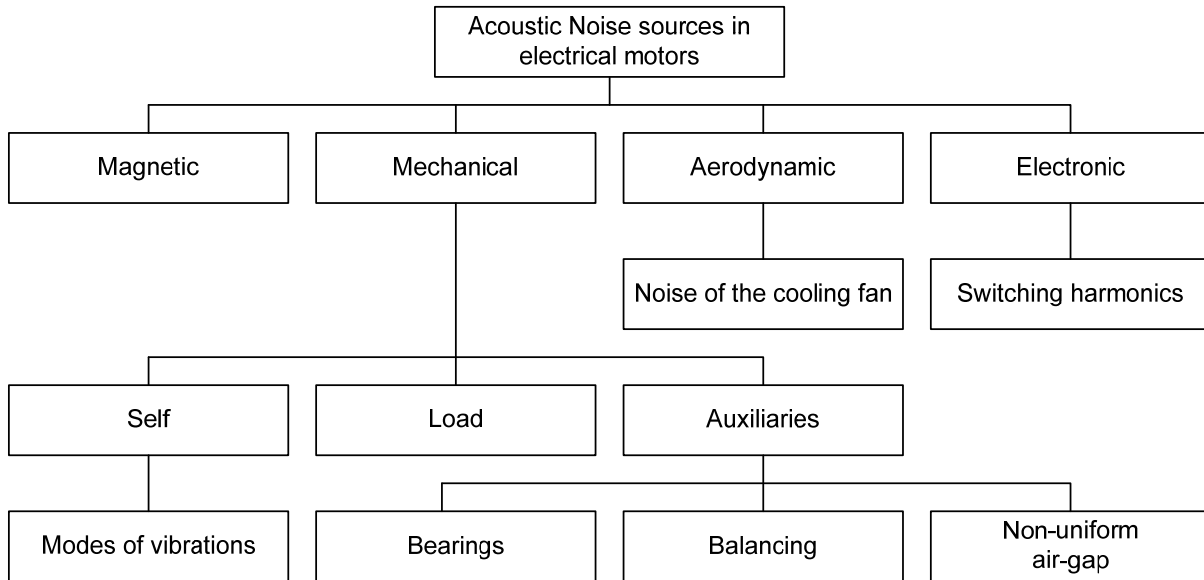 Acoustic Noise sources in
electrical motors
Magnetic
Mechanical
Aerodynamic
Electronic
Noise of the cooling fan
Switching harmonics
Self
Load
Auxiliaries
Modes of vibrations
Bearings
Balancing
Non-uniform
air-gap